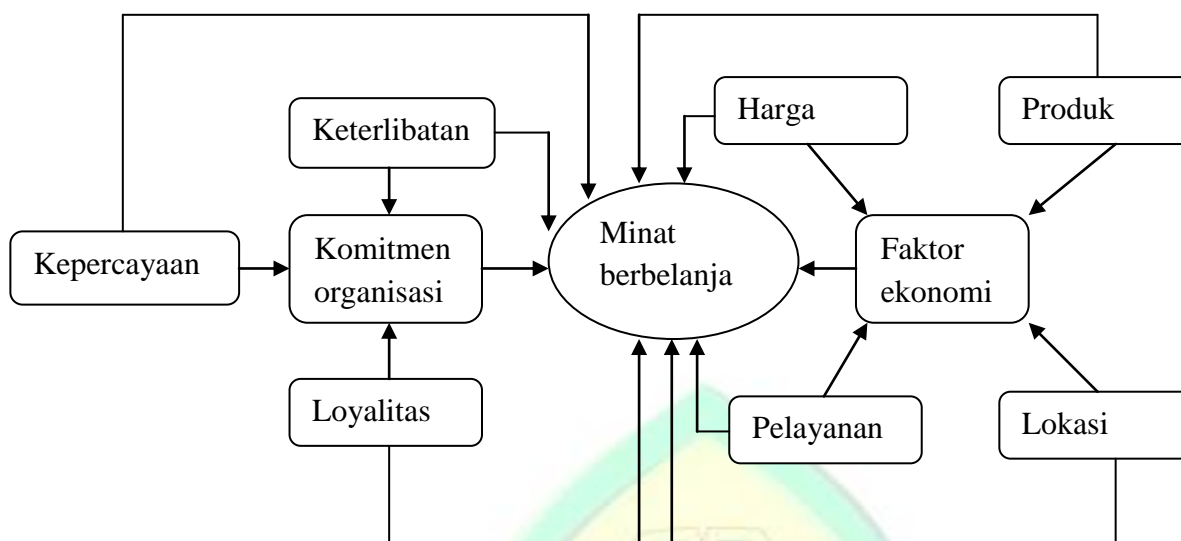 Harga
Produk
Keterlibatan
Kepercayaan
Komitmen
organisasi
Minat
berbelanja
Faktor
ekonomi
Loyalitas
Pelayanan
Lokasi